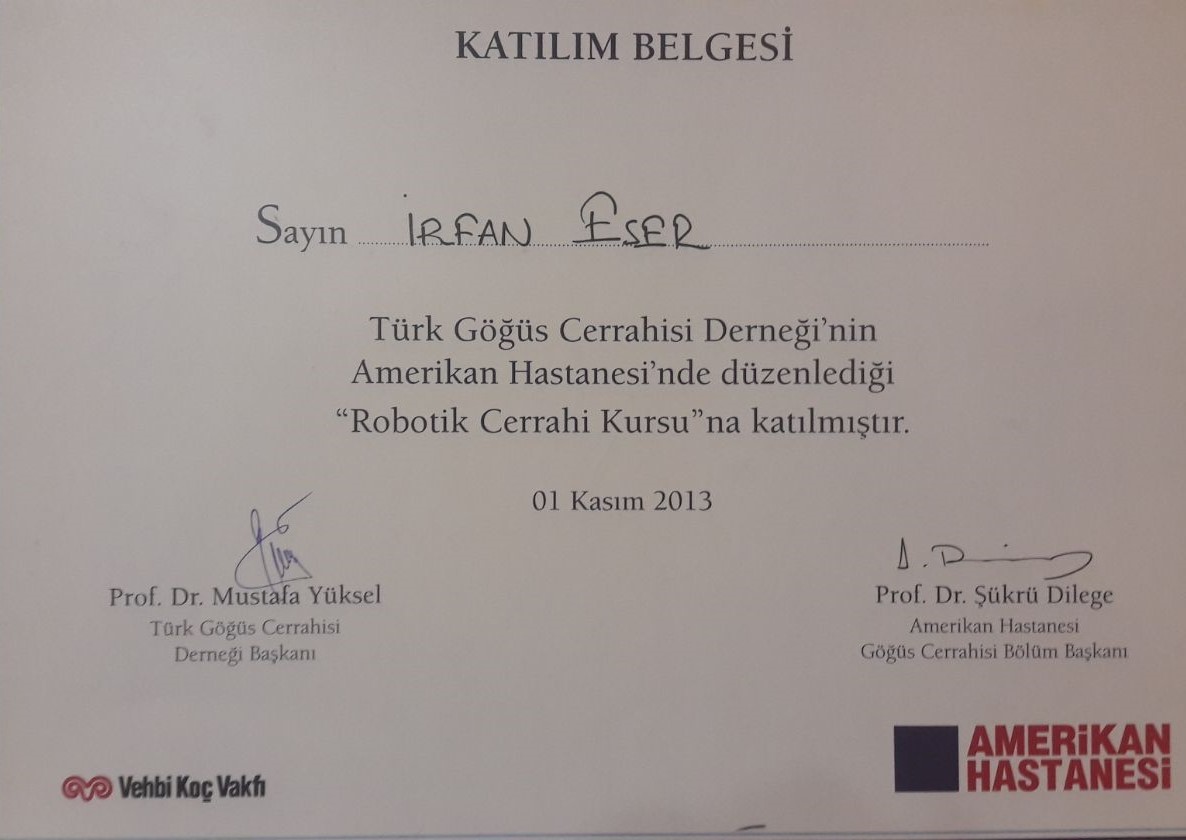 KATILIM BELGESİ
Sayın İRFAN ESER
Türk Göğüs Cerrahisi Derneği’nin
Amerikan Hastanesi’nde düzenlediği
“Robotik Cerrahi Kursu”na katılmıştır.
01 Kasım 2013
Prof. Dr. Mustafa Yüksel
Türk Göğüs Cerrahisi
Derneği Başkanı
Prof. Dr. Şükrü Dilege
Amerikan Hastanesi
Göğüs Cerrahisi Bölüm Başkanı
Vehbi Koç Vakfı
AMERİKAN
HASTANESİ